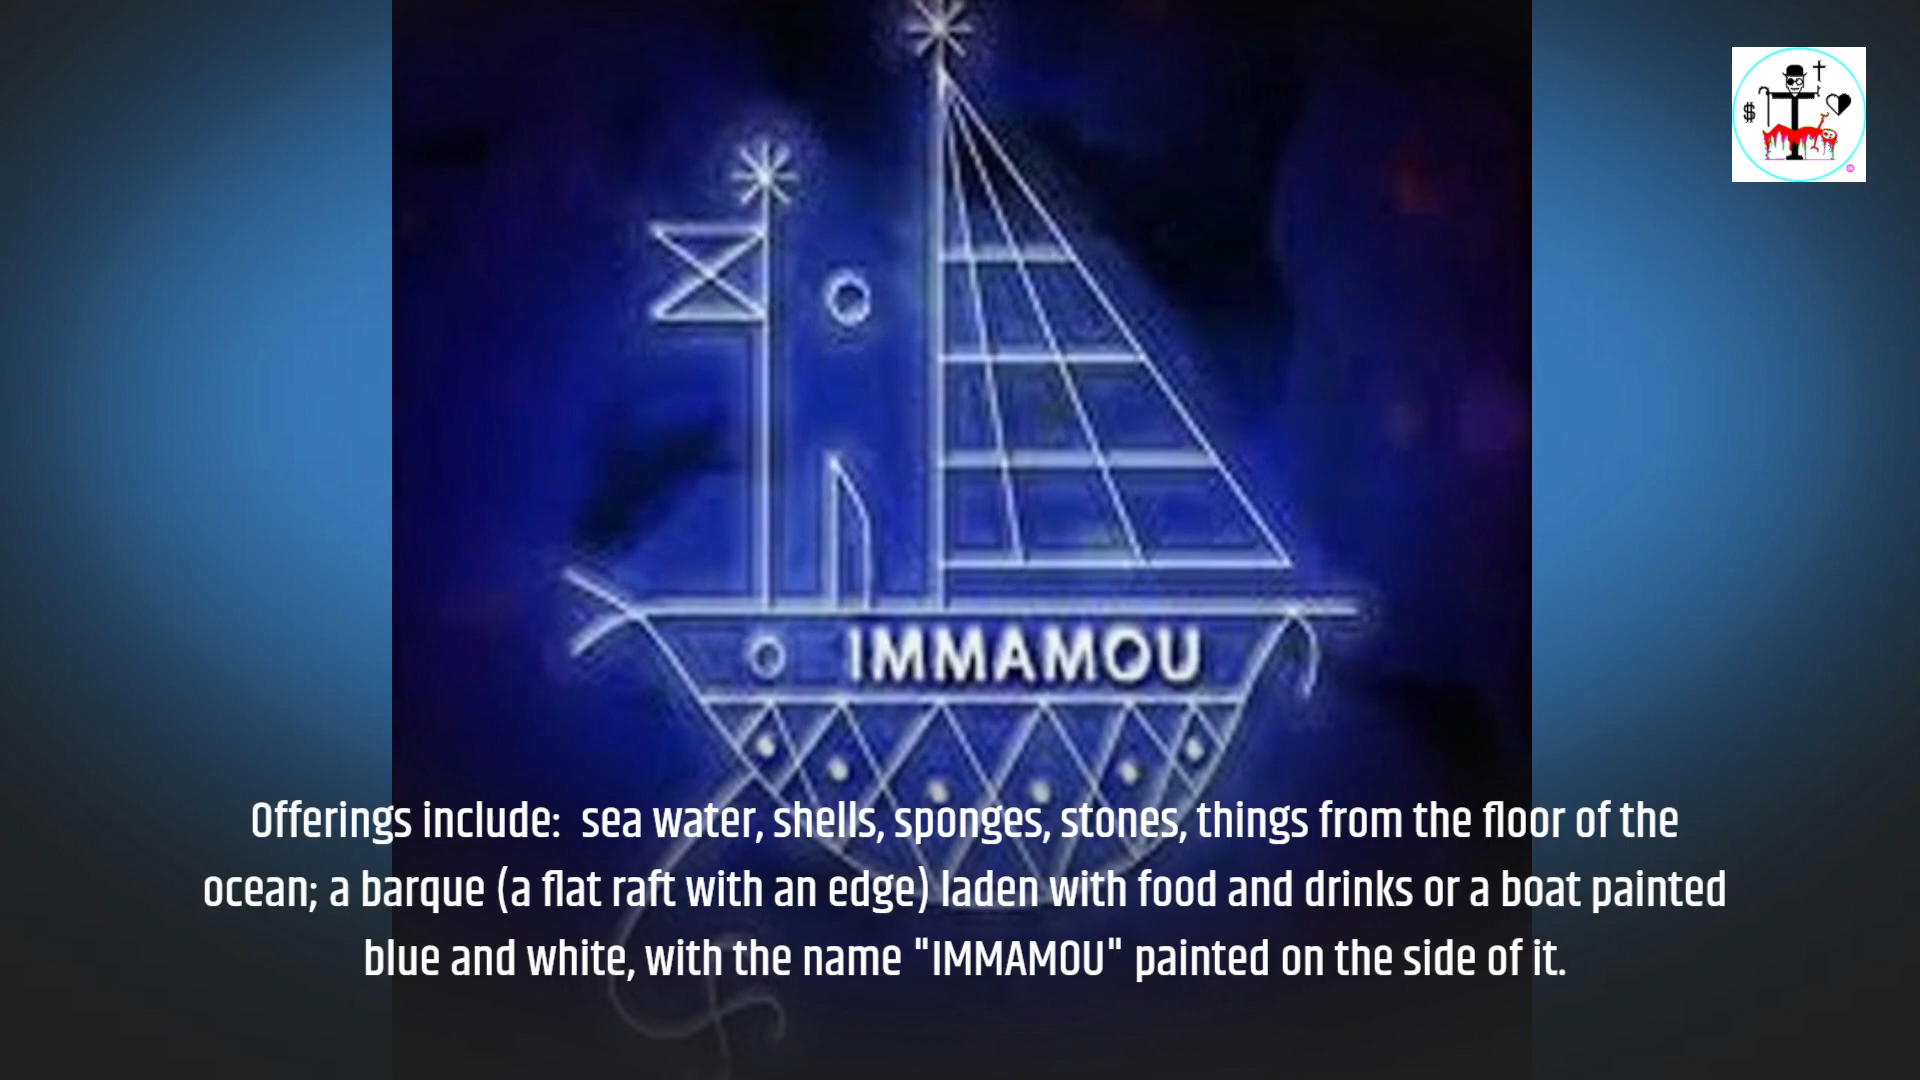 IMMAMOU
Offerings include:  sea water, shells, sponges, stones, things from the floor of the
ocean; a barque (a flat raft with an edge) laden with food and drinks or a boat painted
blue and white, with the name "IMMAMOU" painted on the side of it.
$
©